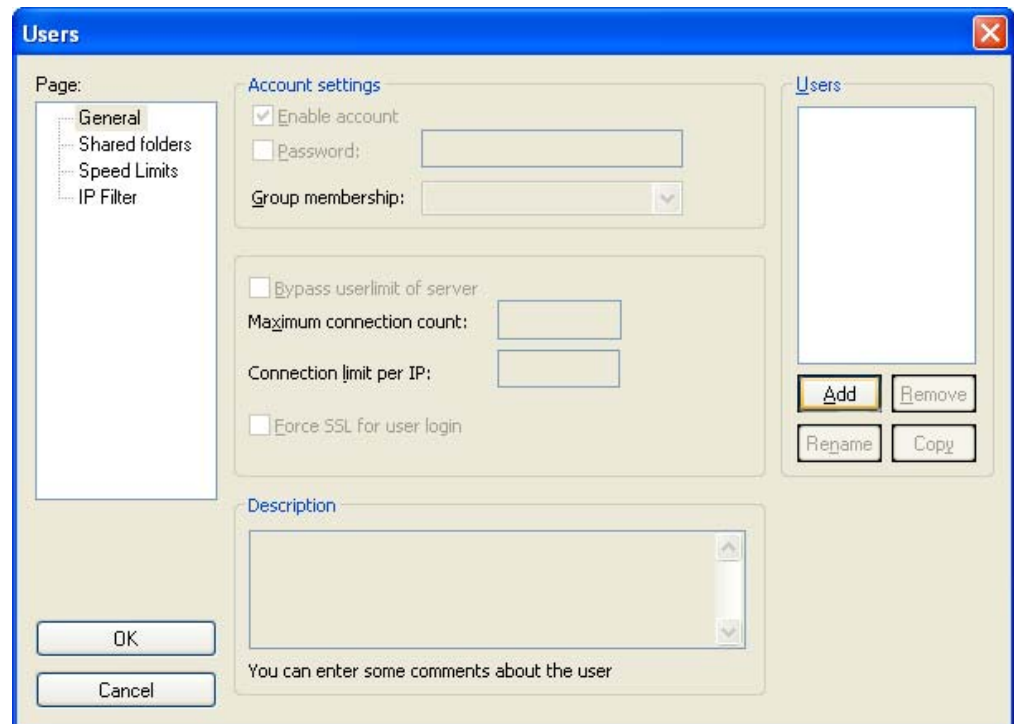 Users
Page:
General
Shared folders
Speed Limits
IP Filter
Account settings
Enable account
Password:
Group membership:
Bypass userlimit of server
Maximum connection count:
Connection limit per IP:
Force SSL for user login
Description
You can enter some comments about the user
Users
Add
Remove
Rename
Copy
OK
Cancel